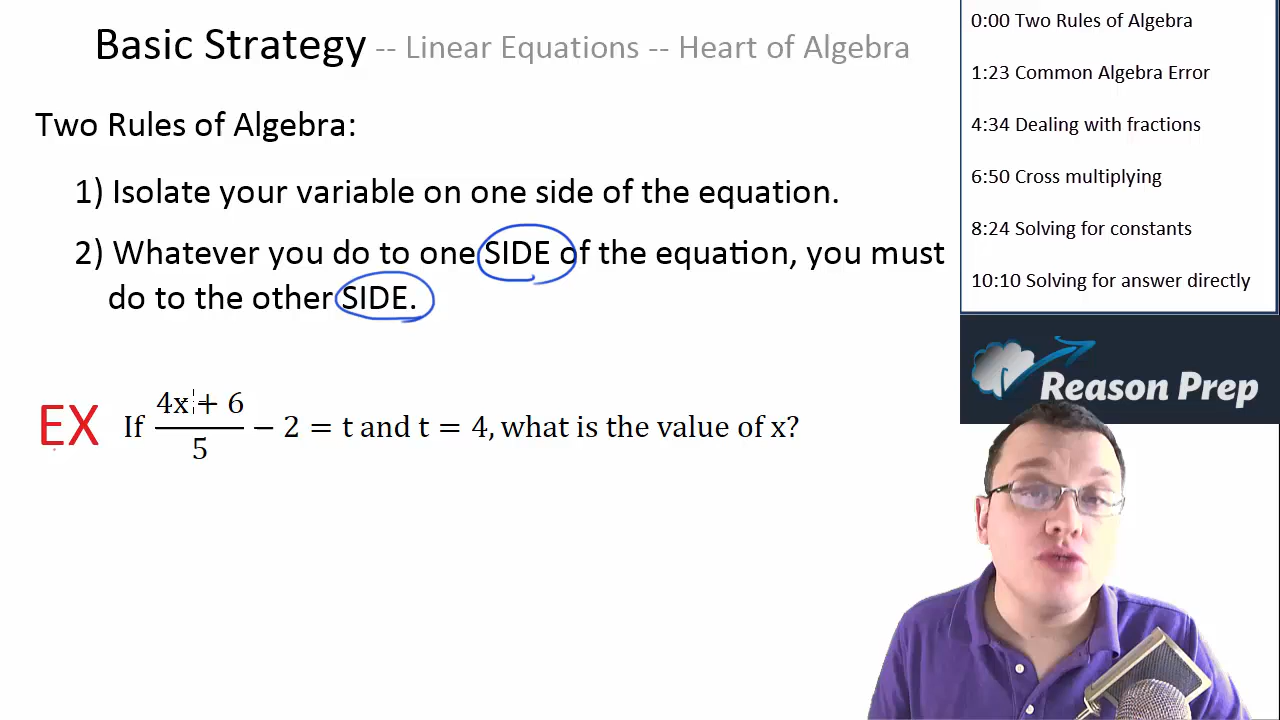 Basic Strategy -- Linear Equations -- Heart of Algebra
Two Rules of Algebra:
1) Isolate your variable on one side of the equation.
2) Whatever you do to one SIDE of the equation, you must
do to the other SIDE.
EX If (4x + 6)/5 − 2 = t and t = 4, what is the value of x?
0:00 Two Rules of Algebra
1:23 Common Algebra Error
4:34 Dealing with fractions
6:50 Cross multiplying
8:24 Solving for constants
10:10 Solving for answer directly
Reason Prep